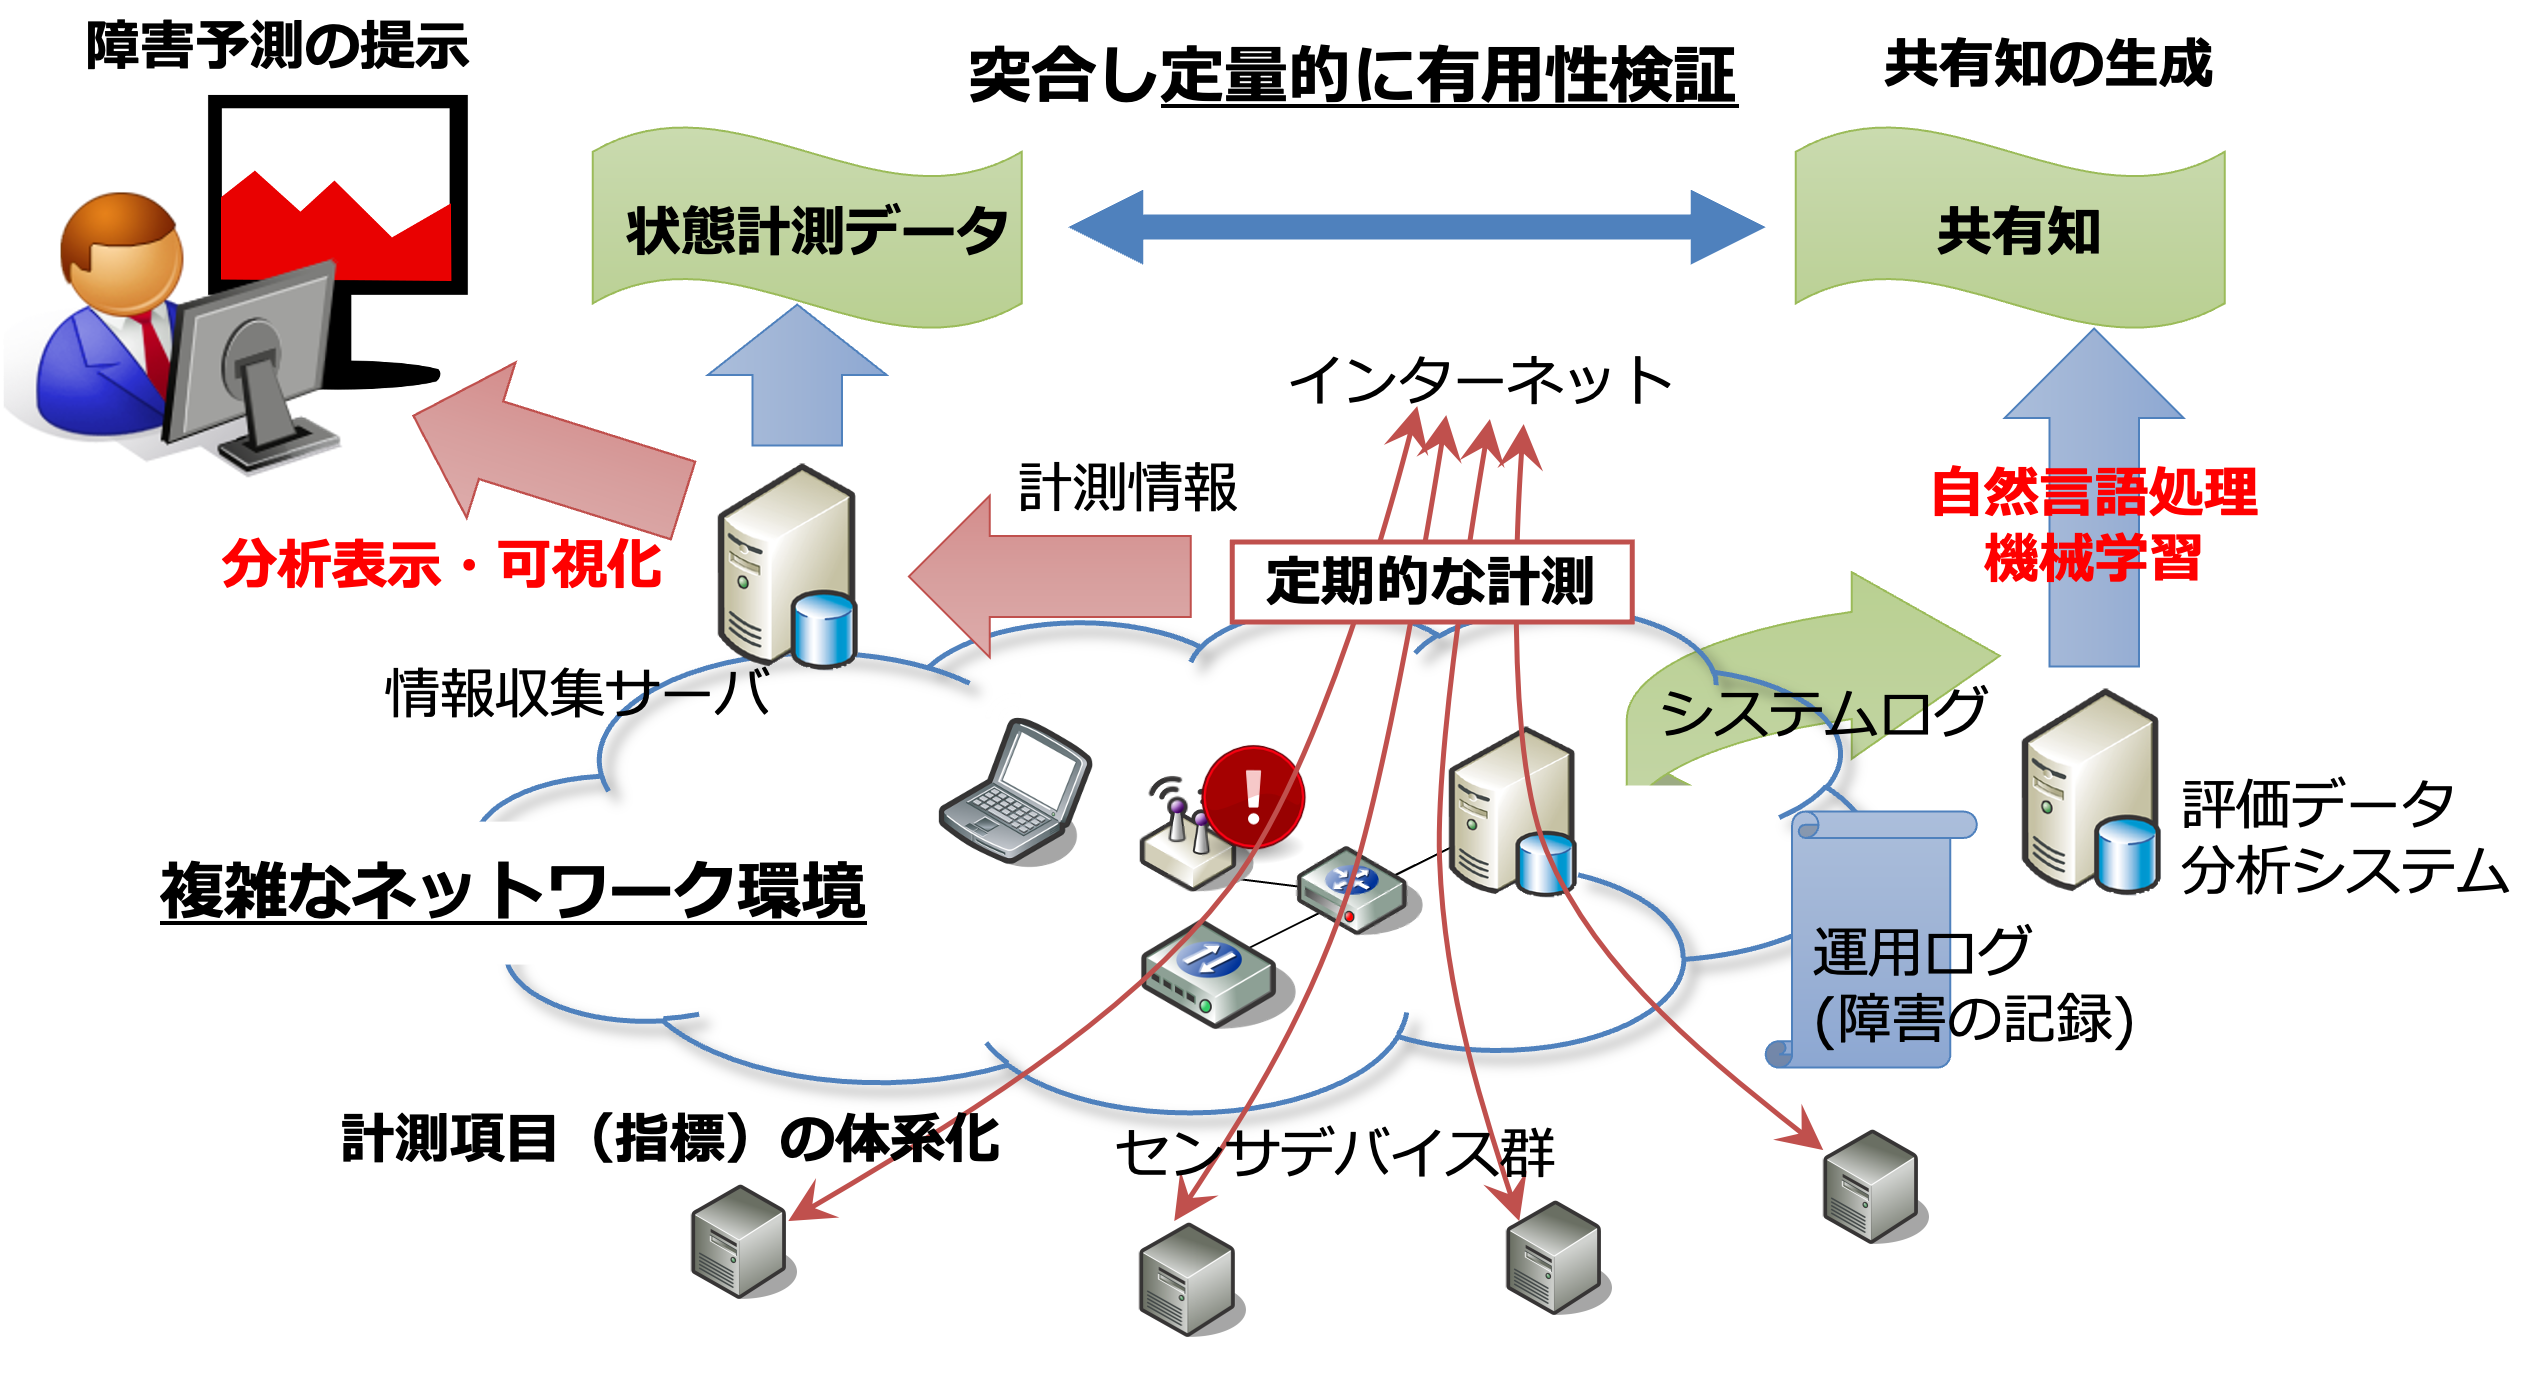 障害予測の提示
突合し定量的に有用性検証
共有知の生成
状態計測データ
共有知
インターネット
計測情報
自然言語処理
機械学習
分析表示・可視化
定期的な計測
情報収集サーバ
システムログ
評価データ
分析システム
複雑なネットワーク環境
運用ログ
(障害の記録)
計測項目（指標）の体系化
センサデバイス群